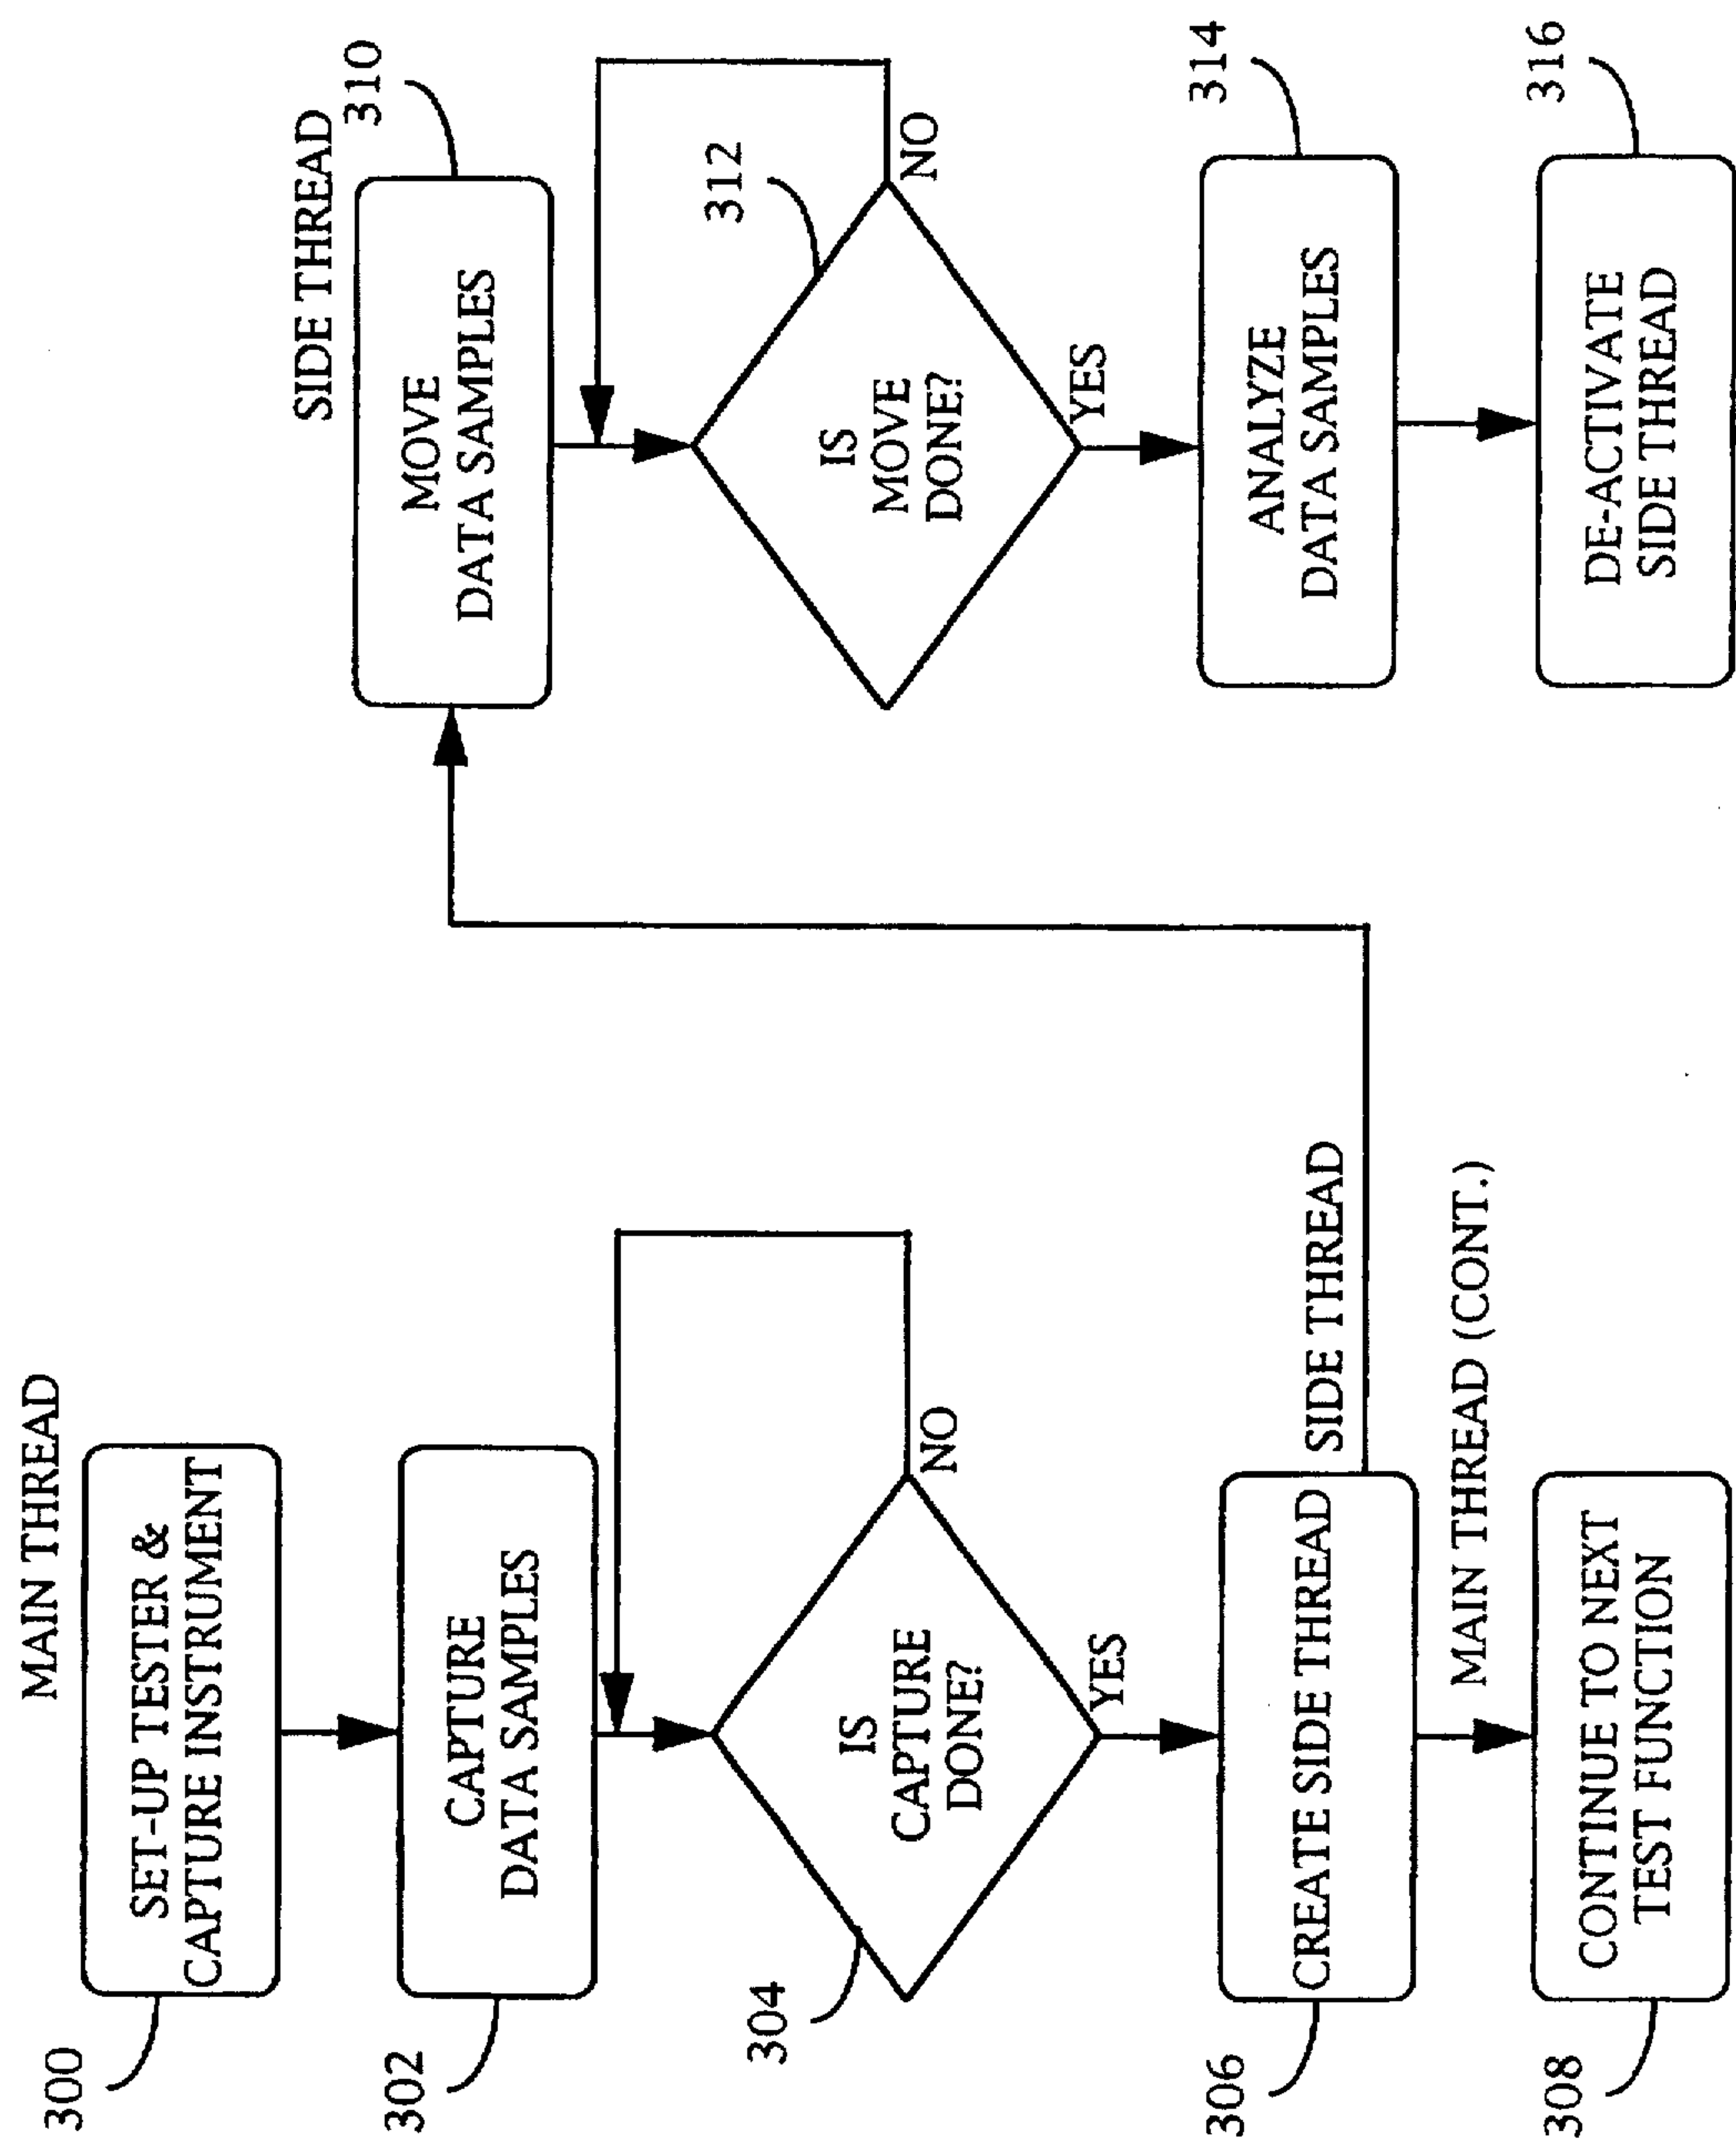 MAIN THREAD
300
SET-UP TESTER &
CAPTURE INSTRUMENT
302
CAPTURE
DATA SAMPLES
304
IS
CAPTURE
DONE?
NO
YES
306
CREATE SIDE THREAD
SIDE THREAD
MAIN THREAD (CONT.)
308
CONTINUE TO NEXT
TEST FUNCTION
SIDE THREAD
310
MOVE
DATA SAMPLES
312
IS
MOVE
DONE?
NO
YES
314
ANALYZE
DATA SAMPLES
316
DE-ACTIVATE
SIDE THREAD